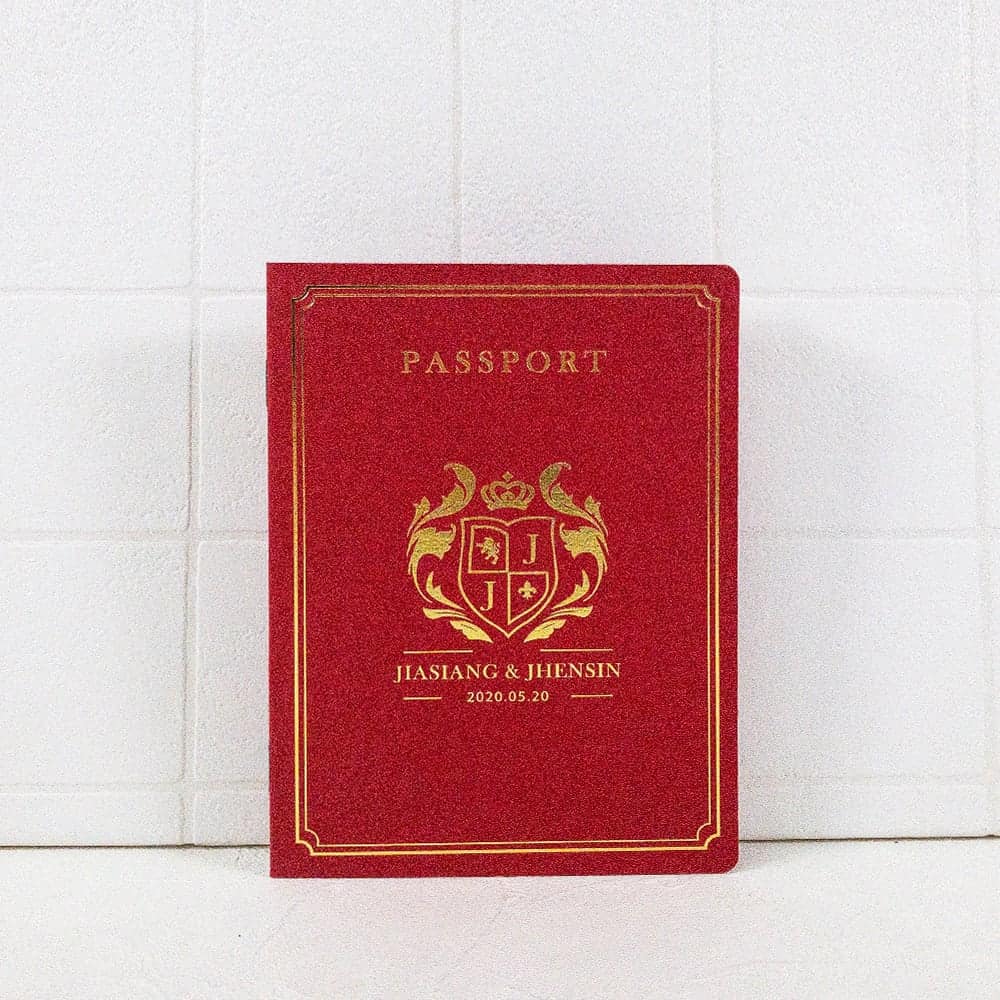 PASSPORT
J
J
JIASIANG & JHENSIN
2020.05.20